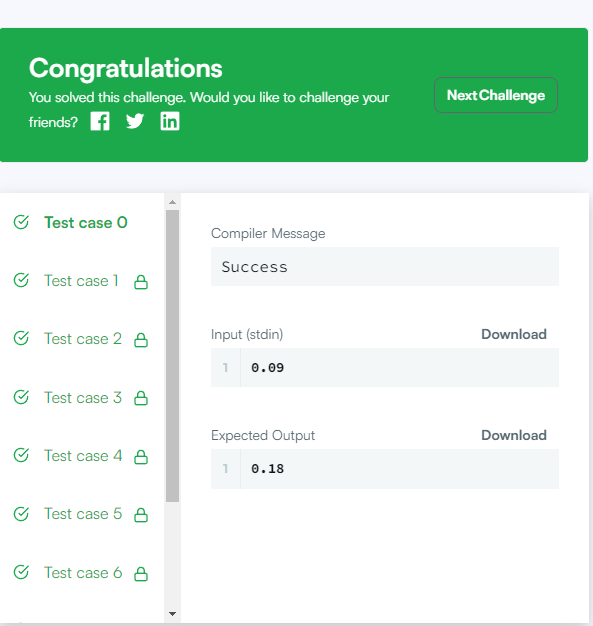 Congratulations
You solved this challenge. Would you like to challenge your
friends?
Next Challenge
Test case 0
Test case 1
Test case 2
Test case 3
Test case 4
Test case 5
Test case 6
Compiler Message
Success
Input (stdin)
Download
1 0.09
Expected Output
Download
1 0.18